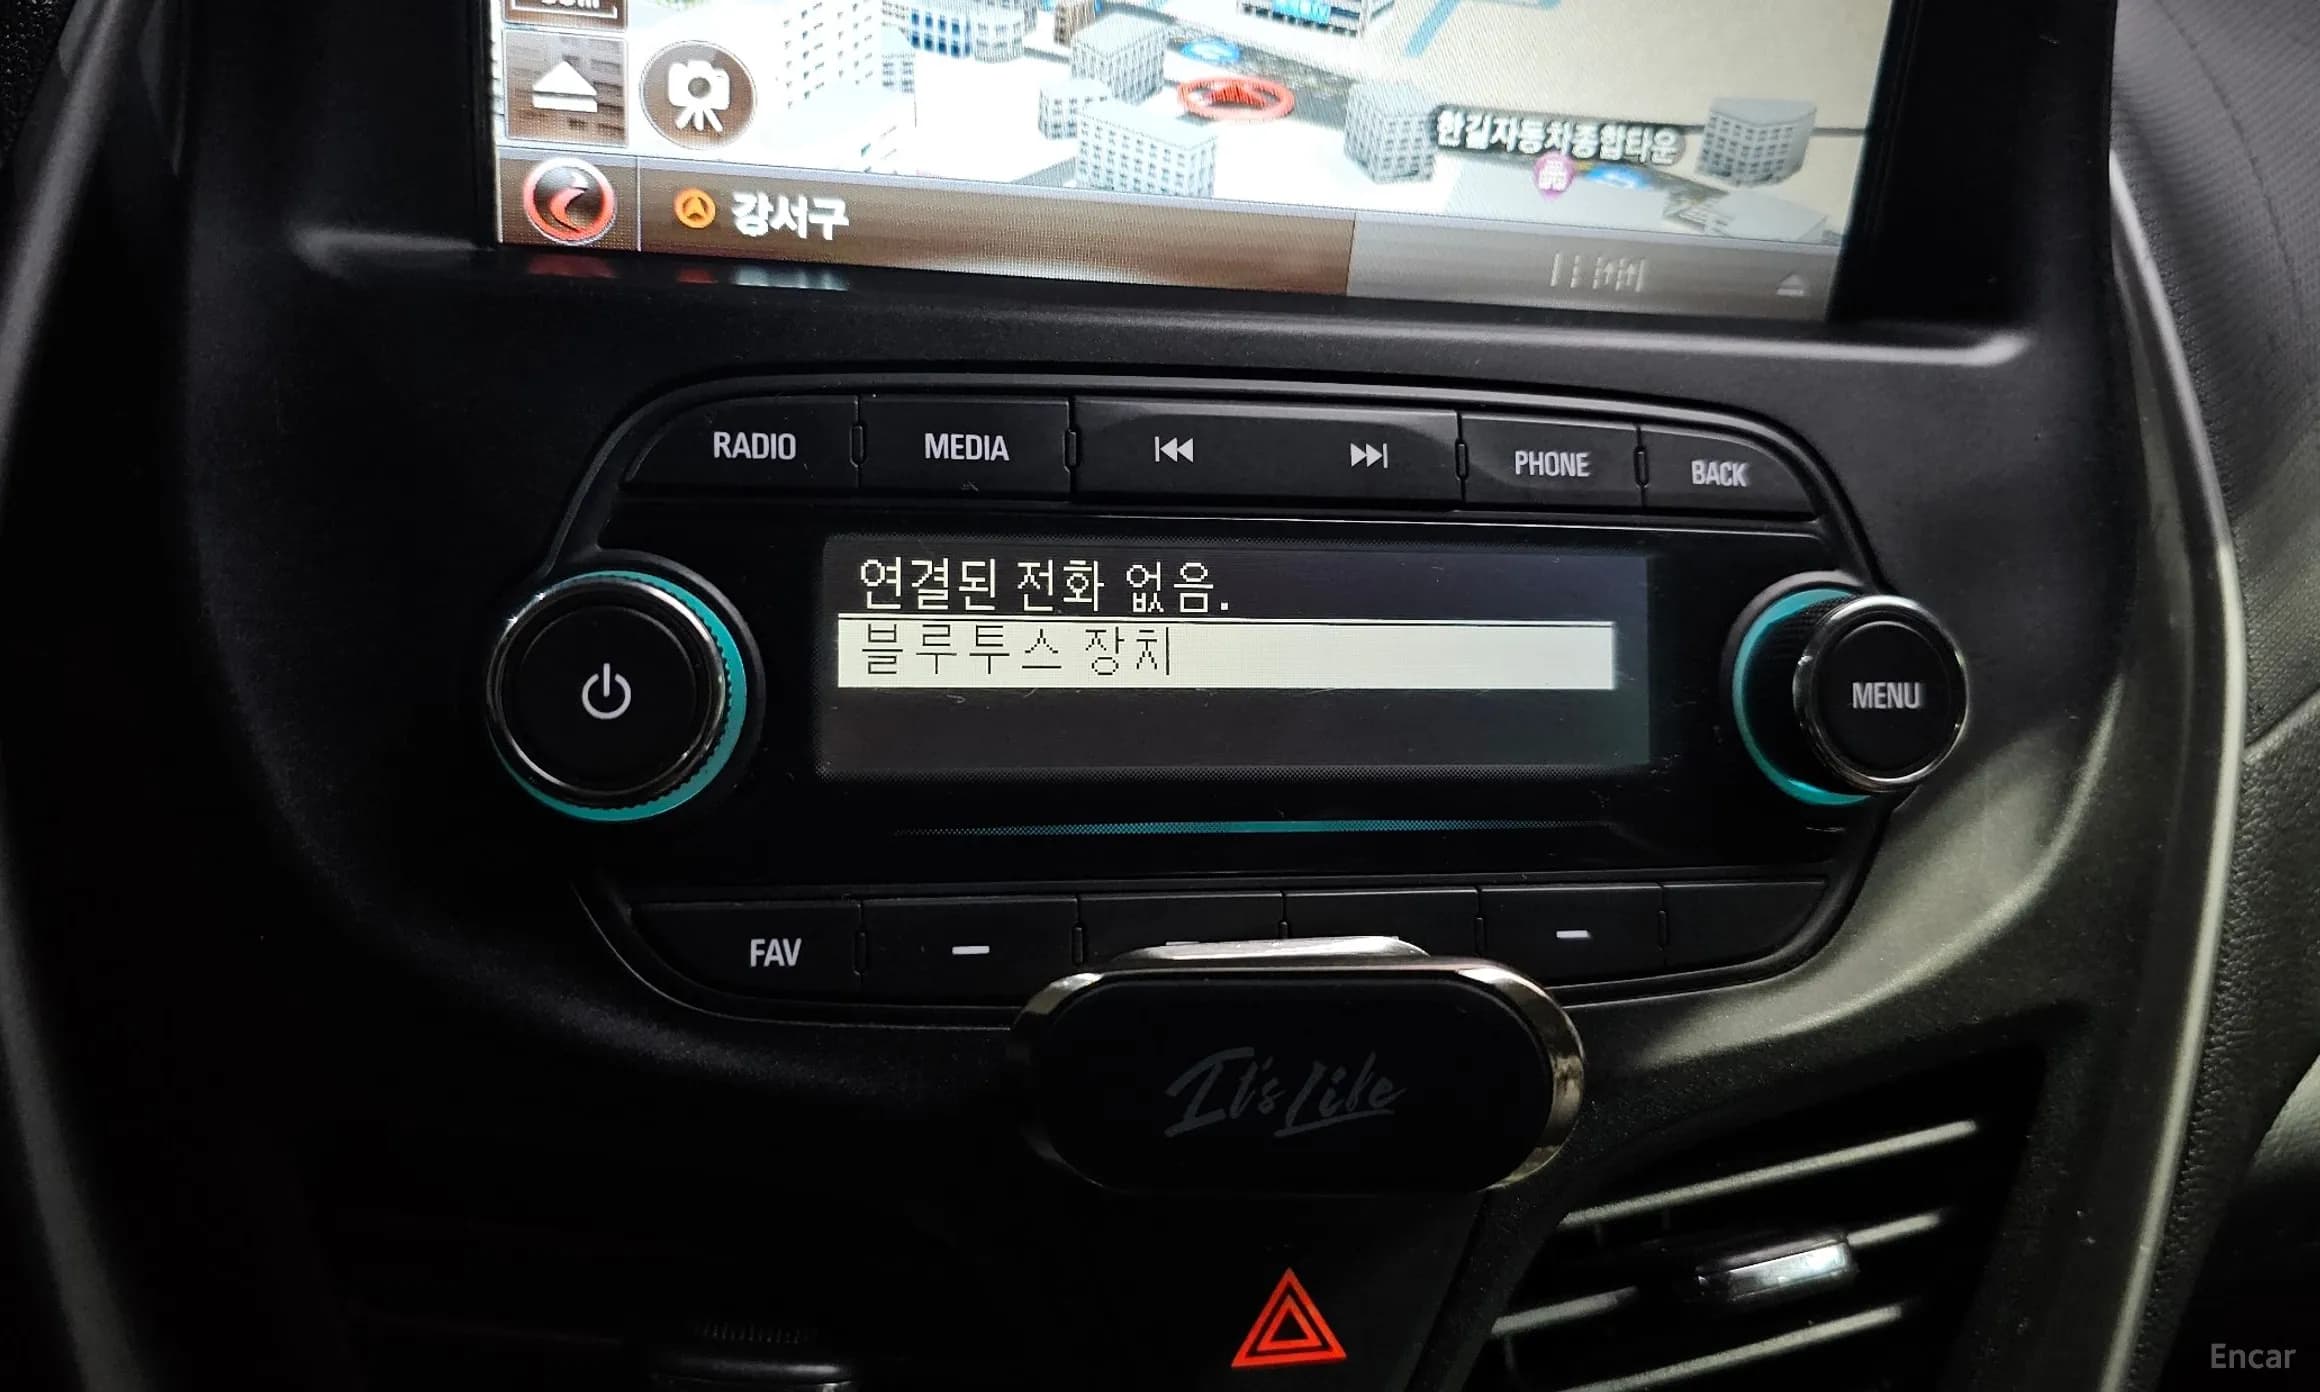 한길자동차종합타운
강서구
RADIO
MEDIA
PHONE
BACK
연결된 전화 없음.
블루투스 장치
MENU
FAV
It's Life
Encar